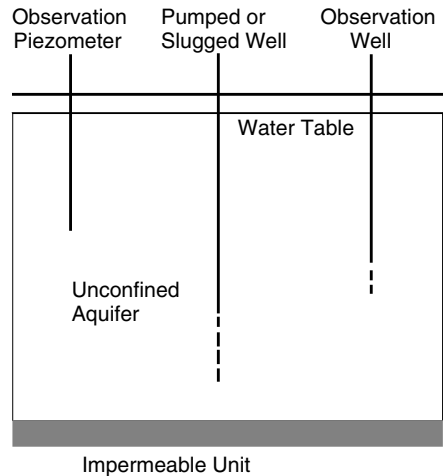 Observation
Piezometer
Pumped or
Slugged Well
Observation
Well
Water Table
Unconfined
Aquifer
Impermeable Unit